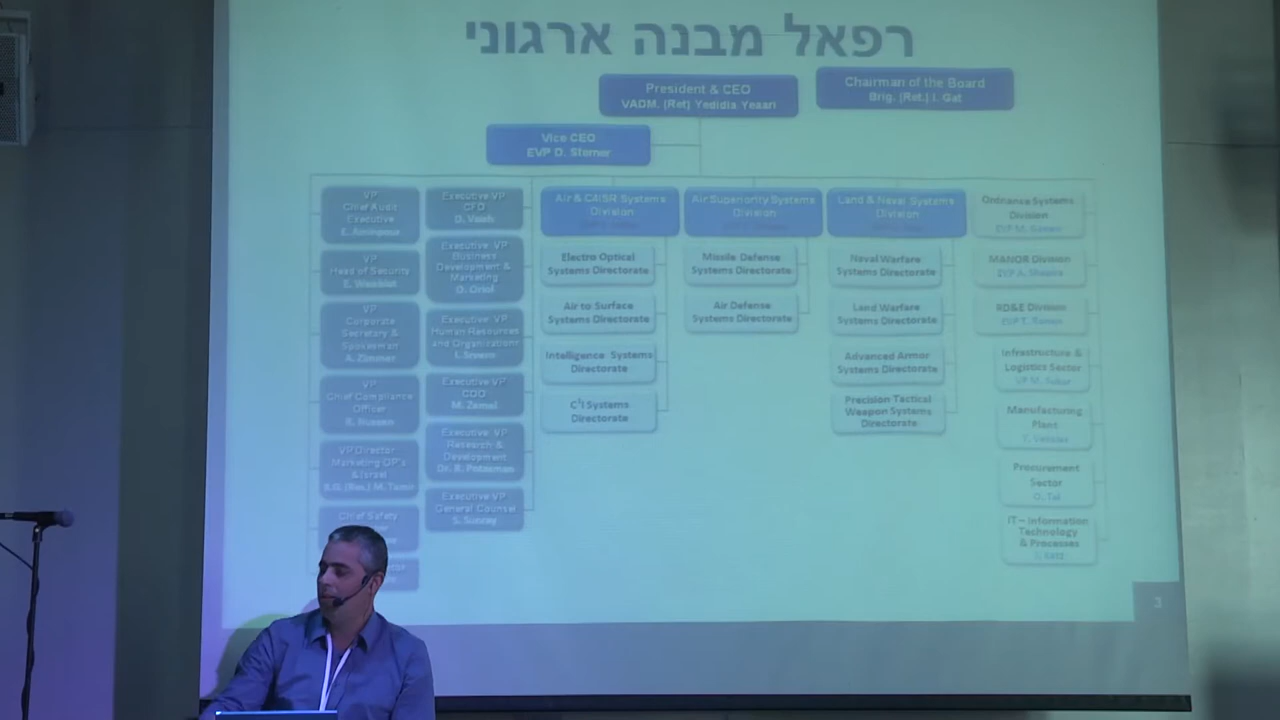 רפאל מבנה ארגוני
President & CEO
VADM. (Ret) Yedidia Yaari
Chairman of the Board
Brig. (Ret.) I. Gat
Vice CEO
EVP D. Stemer
VP
Chief Audit
Executive
VP
Head of Security
VP
Corporate
Secretary &
Spokesman
A. Zimmer
VP
Chief Compliance
Officer
VP Director
Marketing
& Israel
Chief Safety
Executive VP
CFO
Executive VP
Business
Development &
Marketing
Executive VP
Human Resources
and Organization
Executive VP
M. Zemel
Executive VP
Research &
Development
Executive VP
General Counsel
Air & C4ISR Systems
Division
Electro Optical
Systems Directorate
Air to Surface
Systems Directorate
Intelligence Systems
Directorate
C³I Systems
Directorate
Air Superiority Systems
Division
Missile Defense
Systems Directorate
Air Defense
Systems Directorate
Land & Naval Systems
Division
Naval Warfare
Systems Directorate
Land Warfare
Systems Directorate
Advanced Armor
Systems Directorate
Precision Tactical
Weapon Systems
Directorate
Ordnance Systems
Division
MANOR Division
RD&E Division
Infrastructure &
Logistics Sector
Manufacturing
Plant
Procurement
Sector
O. Tal
IT – Information
Technology
& Processes
J. Katz
3